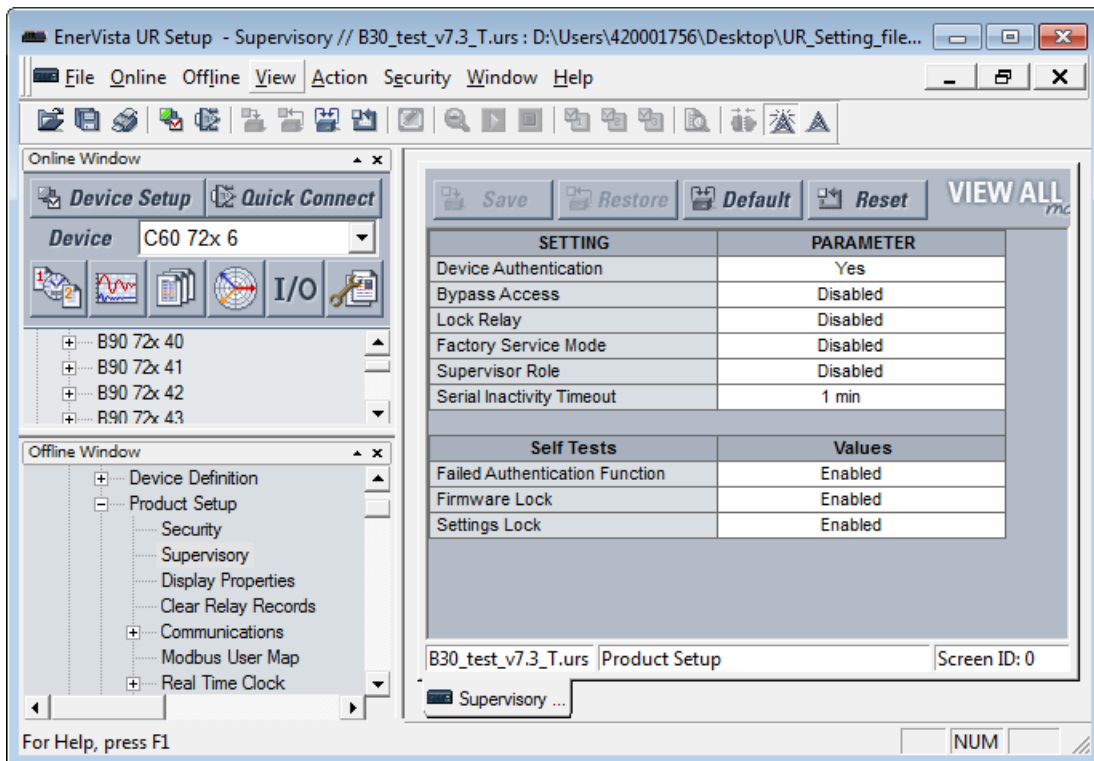 EnerVista UR Setup - Supervisory // B30_test_v7.3_T.urs : D:\Users\420001756\Desktop\UR_Setting_file...
File Online Offline View Action Security Window Help
Online Window
Device Setup Quick Connect
Device C60 72x 6
I/O
B90 72x 40
B90 72x 41
B90 72x 42
B90 72x 43
Offline Window
Device Definition
Product Setup
Security
Supervisory
Display Properties
Clear Relay Records
Communications
Modbus User Map
Real Time Clock
Save Restore Default Reset VIEW ALL
SETTING PARAMETER
Device Authentication Yes
Bypass Access Disabled
Lock Relay Disabled
Factory Service Mode Disabled
Supervisor Role Disabled
Serial Inactivity Timeout 1 min
Self Tests Values
Failed Authentication Function Enabled
Firmware Lock Enabled
Settings Lock Enabled
B30_test_v7.3_T.urs Product Setup Screen ID: 0
Supervisory ...
For Help, press F1 NUM